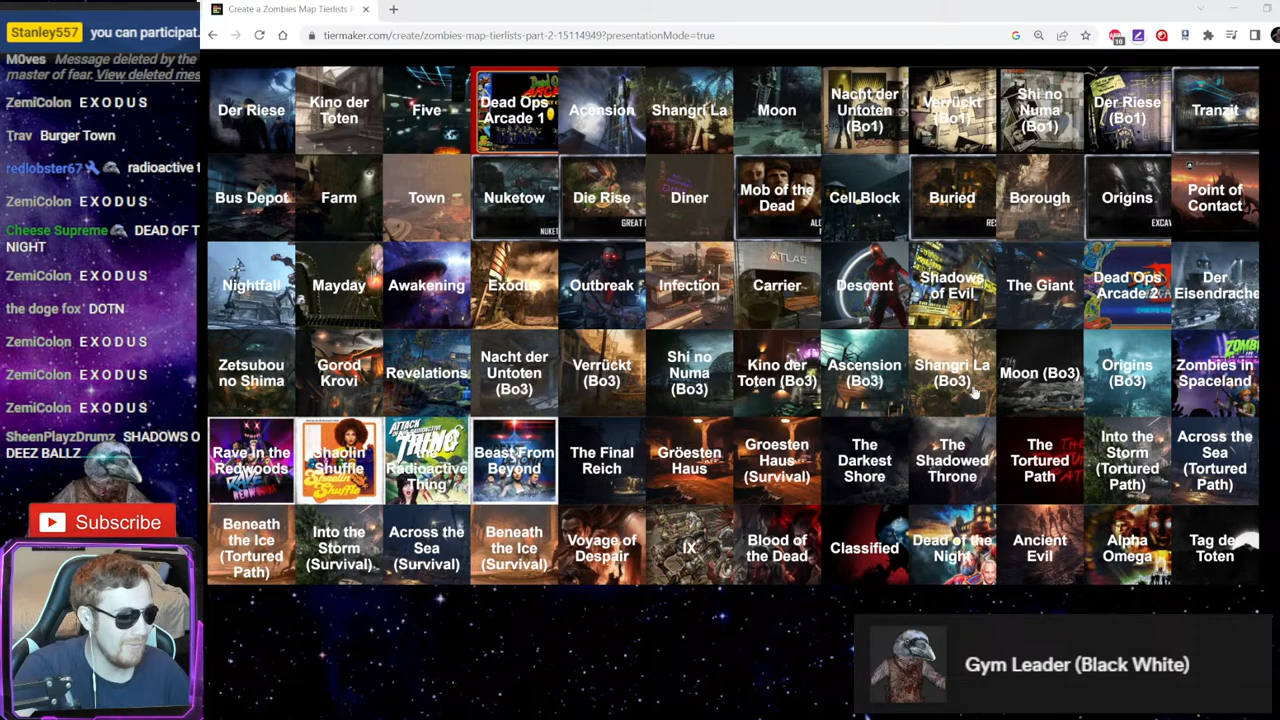 Create a Zombies Map Tierlists P
tiermaker.com/create/zombies-map-tierlists-part-2-15114949?presentationMode=true
10
Stanley557 you can participat
M0ves Message deleted by the
master of fear. View deleted mes
ZemiColon E X O D U S
Trav Burger Town
redlobster67 radioactive t
ZemiColon E X O D U S
Cheese Supreme DEAD OF T
NIGHT
ZemiColon E X O D U S
the doge fox' DOTN
ZemiColon E X O D U S
ZemiColon E X O D U S
ZemiColon E X O D U S
SheenPlayzDrumz SHADOWS O
DEEZ BALLZ
Subscribe
Der Riese
Kino der
Toten
Five
Dead Ops
Arcade 1
Acension
Shangri La
Moon
Nacht der
Untoten
(Bo1)
Verrückt
(Bo1)
Shi no
Numa
(Bo1)
Der Riese
(Bo1)
Tranzit
Bus Depot
Farm
Town
Nuketown
NUKET
Die Rise
GREAT
Diner
Mob of the
Dead
AL
Cell Block
Buried
RES
Borough
Origins
EXCAV
Point of
Contact
Nightfall
Mayday
Awakening
Exodus
Outbreak
Infection
ATLAS
Carrier
Descent
Shadows
of Evil
The Giant
Dead Ops
Arcade 2
Der
Eisendrache
Zetsubou
no Shima
Gorod
Krovi
Revelations
Nacht der
Untoten
(Bo3)
Verrückt
(Bo3)
Shi no
Numa
(Bo3)
Kino der
Toten (Bo3)
Ascension
(Bo3)
Shangri La
(Bo3)
Moon (Bo3)
Origins
(Bo3)
Zombies in
Spaceland
Rave In the
Redwoods
Shaolin
Shuffle
ATTACK
Radioactive
Thing
Beast From
Beyond
The Final
Reich
Gröesten
Haus
Groesten
Haus
(Survival)
The
Darkest
Shore
The
Shadowed
Throne
The
Tortured
Path
Into the
Storm
(Tortured
Path)
Across the
Sea
(Tortured
Path)
Beneath
the Ice
(Tortured
Path)
Into the
Storm
(Survival)
Across the
Sea
(Survival)
Beneath
the Ice
(Survival)
Voyage of
Despair
IX
Blood of
the Dead
Classified
Dead of the
Night
Ancient
Evil
Alpha
Omega
Tag der
Toten
Gym Leader (Black White)